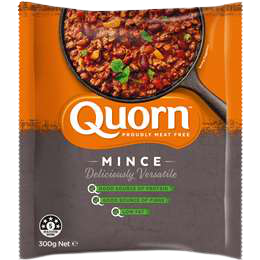 Quorn
PROUDLY MEAT FREE
MINCE
Deliciously Versatile
GOOD SOURCE OF PROTEIN
GOOD SOURCE OF FIBRE
LOW FAT
300g Net e